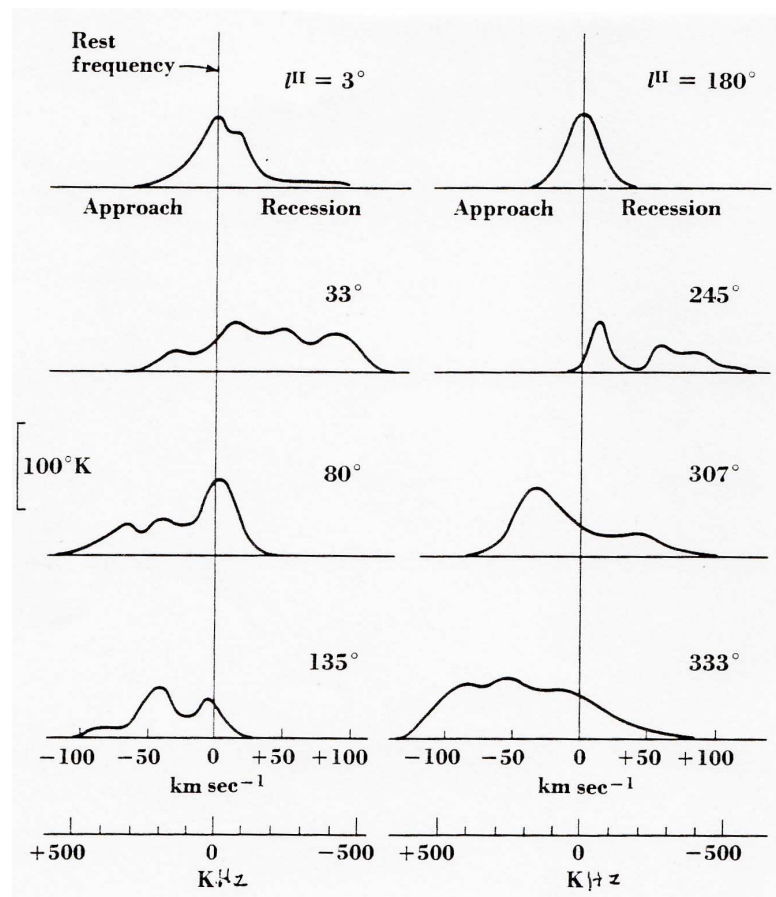 Rest
frequency
lII = 3°
lII = 180°
Approach
Recession
Approach
Recession
33°
245°
100°K
80°
307°
135°
333°
−100 −50 0 +50 +100
−100 −50 0 +50 +100
km sec−1
km sec−1
+500 0 −500
+500 0 −500
KHz
KHz